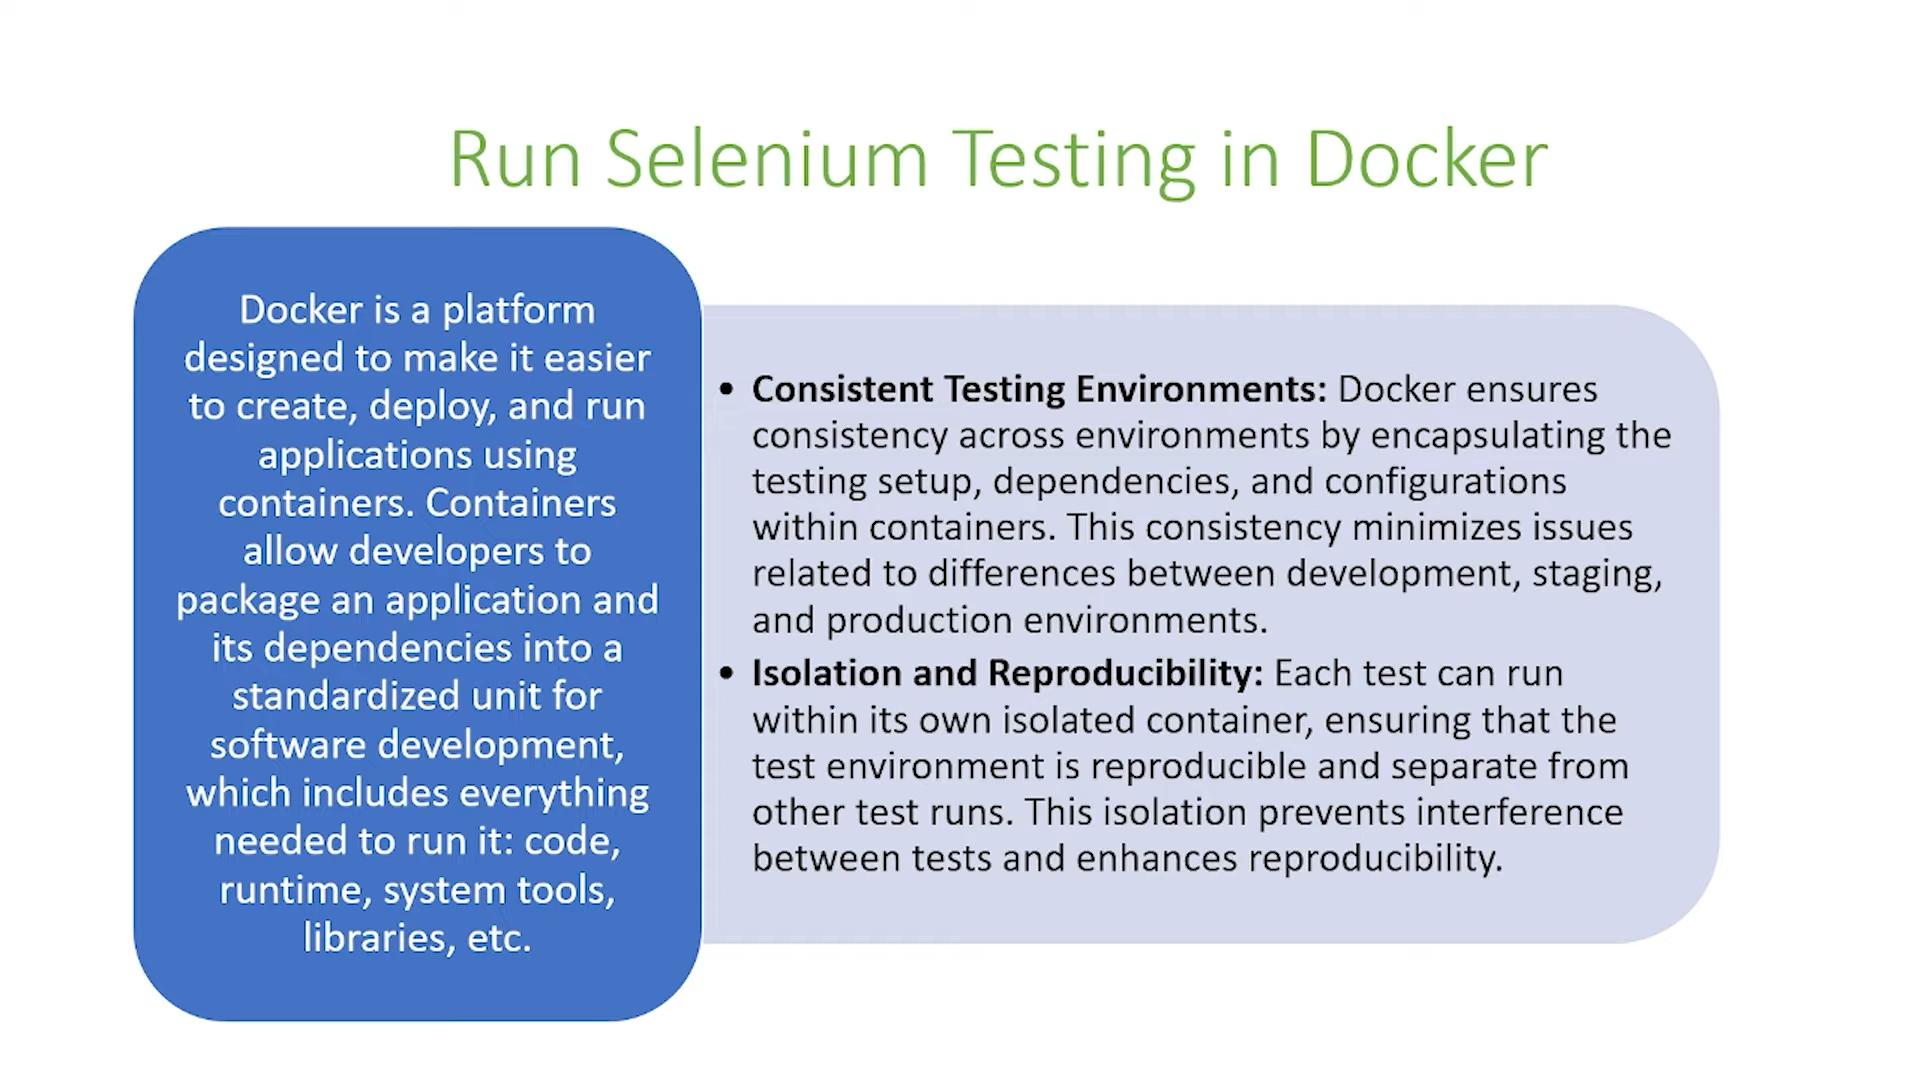 Run Selenium Testing in Docker
Docker is a platform
designed to make it easier
to create, deploy, and run
applications using
containers. Containers
allow developers to
package an application and
its dependencies into a
standardized unit for
software development,
which includes everything
needed to run it: code,
runtime, system tools,
libraries, etc.
• Consistent Testing Environments: Docker ensures
consistency across environments by encapsulating the
testing setup, dependencies, and configurations
within containers. This consistency minimizes issues
related to differences between development, staging,
and production environments.
• Isolation and Reproducibility: Each test can run
within its own isolated container, ensuring that the
test environment is reproducible and separate from
other test runs. This isolation prevents interference
between tests and enhances reproducibility.